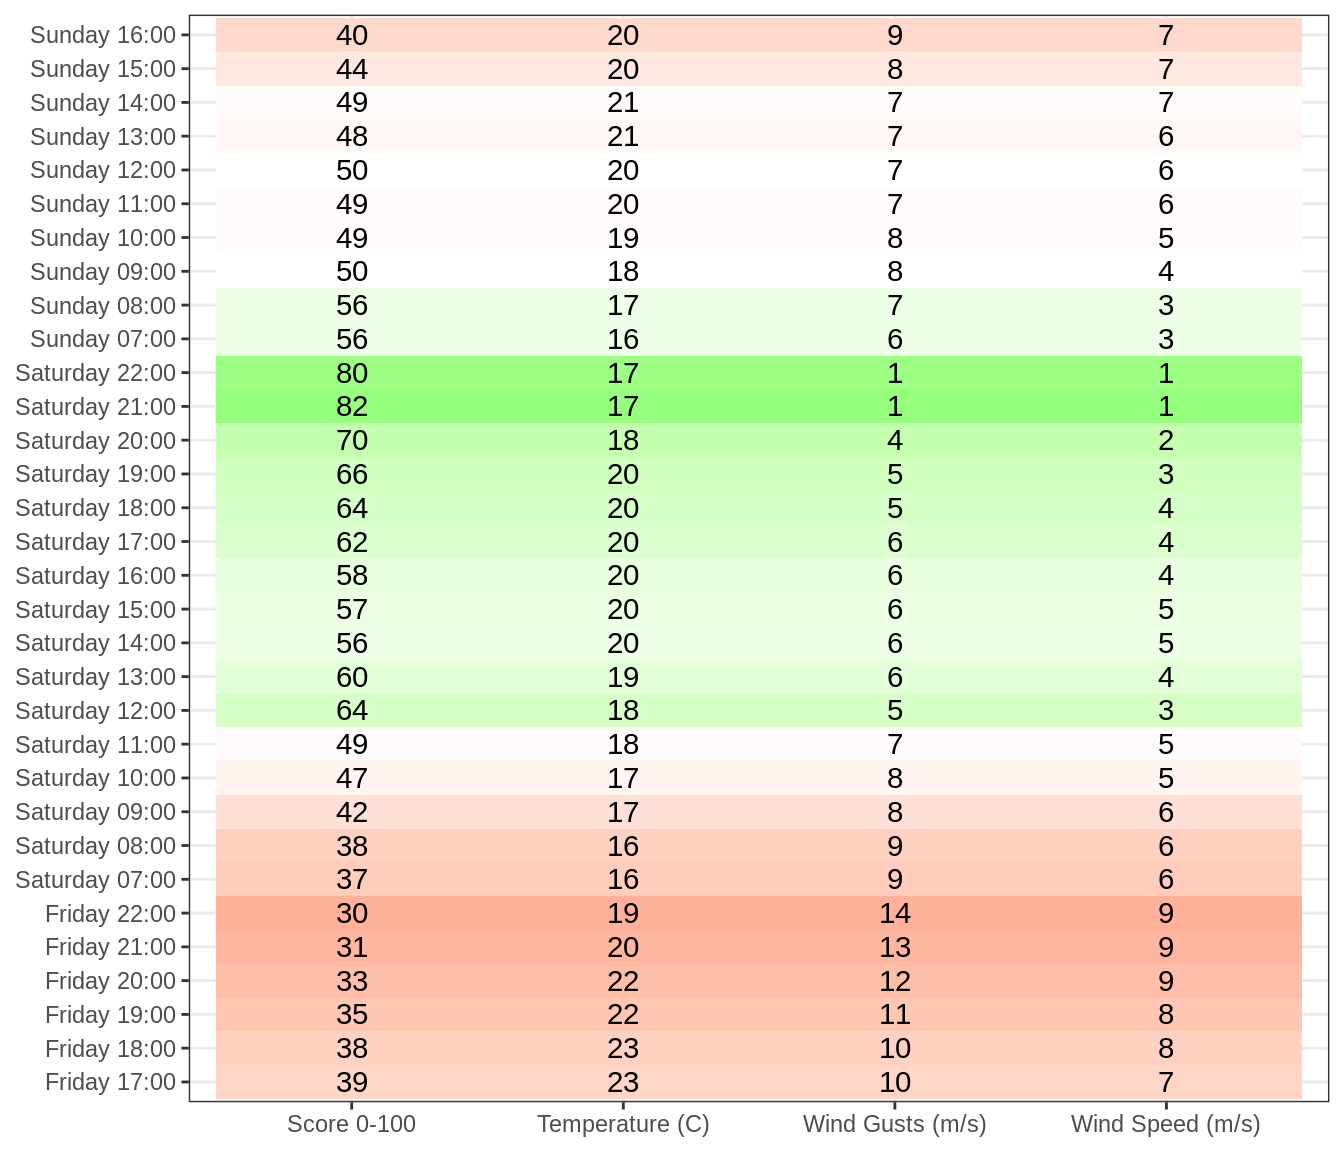 Sunday 16:00 40 20 9 7
Sunday 15:00 44 20 8 7
Sunday 14:00 49 21 7 7
Sunday 13:00 48 21 7 6
Sunday 12:00 50 20 7 6
Sunday 11:00 49 20 7 6
Sunday 10:00 49 19 8 5
Sunday 09:00 50 18 8 4
Sunday 08:00 56 17 7 3
Sunday 07:00 56 16 6 3
Saturday 22:00 80 17 1 1
Saturday 21:00 82 17 1 1
Saturday 20:00 70 18 4 2
Saturday 19:00 66 20 5 3
Saturday 18:00 64 20 5 4
Saturday 17:00 62 20 6 4
Saturday 16:00 58 20 6 4
Saturday 15:00 57 20 6 5
Saturday 14:00 56 20 6 5
Saturday 13:00 60 19 6 4
Saturday 12:00 64 18 5 3
Saturday 11:00 49 18 7 5
Saturday 10:00 47 17 8 5
Saturday 09:00 42 17 8 6
Saturday 08:00 38 16 9 6
Saturday 07:00 37 16 9 6
Friday 22:00 30 19 14 9
Friday 21:00 31 20 13 9
Friday 20:00 33 22 12 9
Friday 19:00 35 22 11 8
Friday 18:00 38 23 10 8
Friday 17:00 39 23 10 7
Score 0-100 Temperature (C) Wind Gusts (m/s) Wind Speed (m/s)